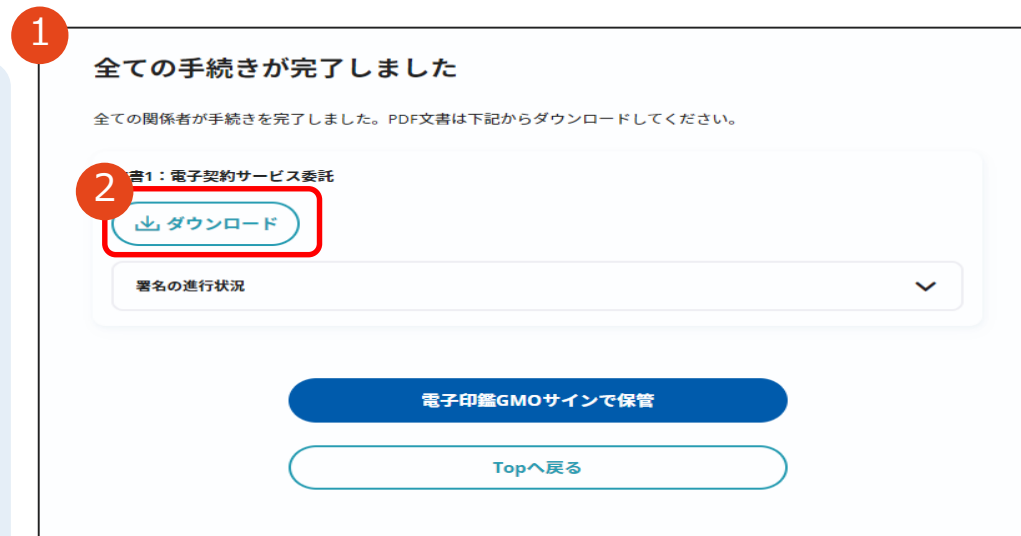 1
全ての手続きが完了しました
全ての関係者が手続きを完了しました。PDF文書は下記からダウンロードしてください。
書1：電子契約サービス委託
2
ダウンロード
署名の進行状況
電子印鑑GMOサインで保管
Topへ戻る